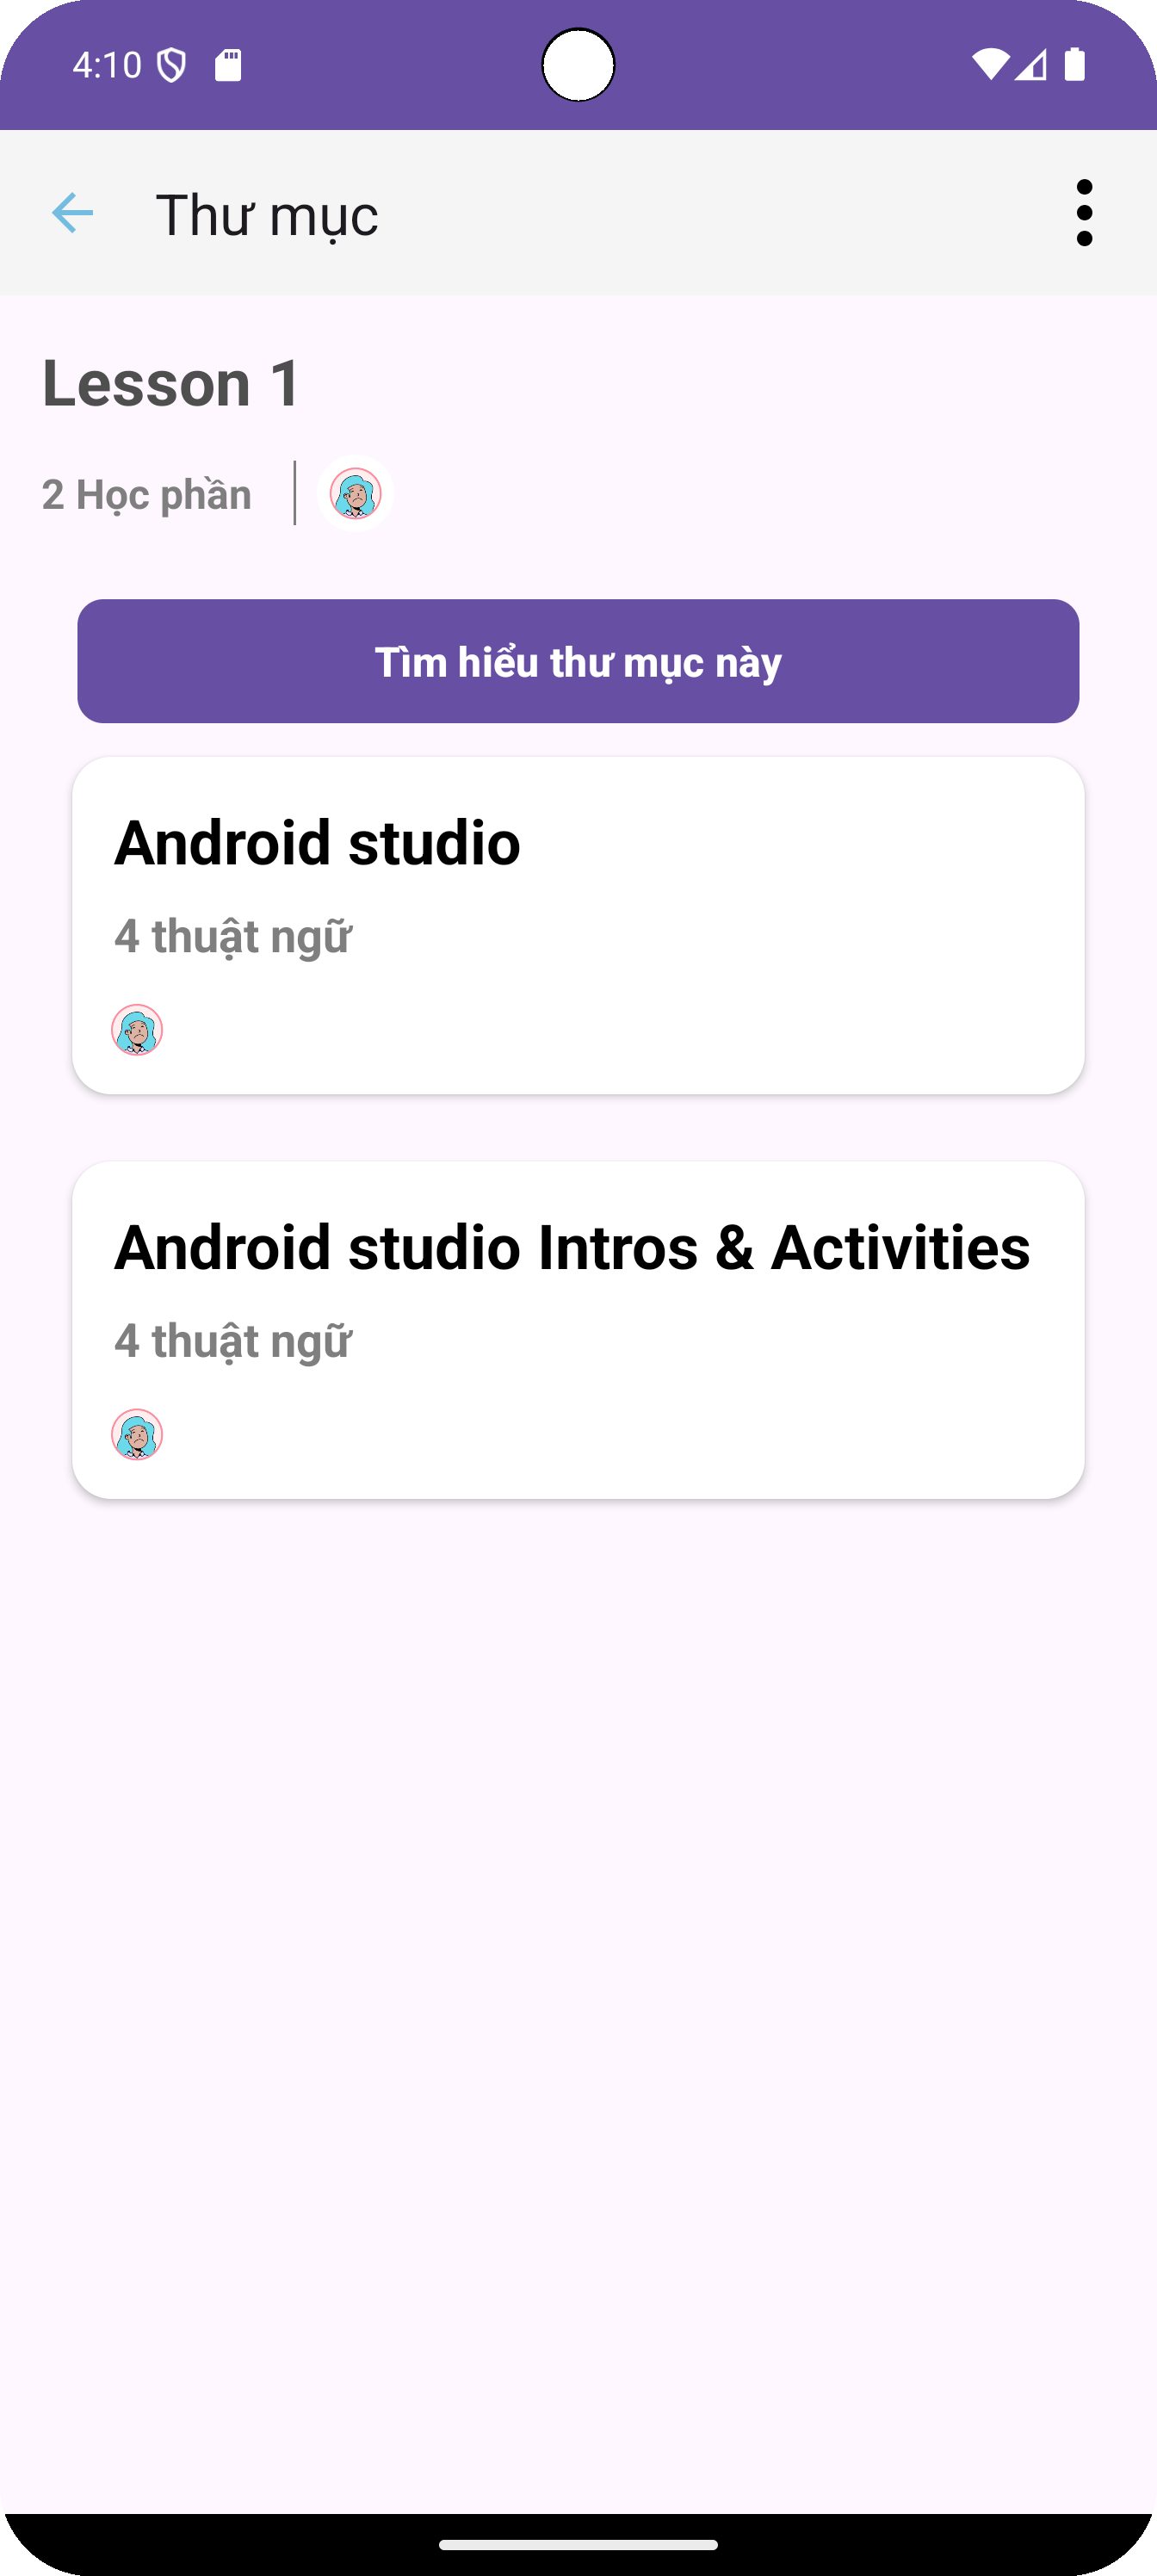 4:10
Thư mục
Lesson 1
2 Học phần
Tìm hiểu thư mục này
Android studio
4 thuật ngữ
Android studio Intros & Activities
4 thuật ngữ